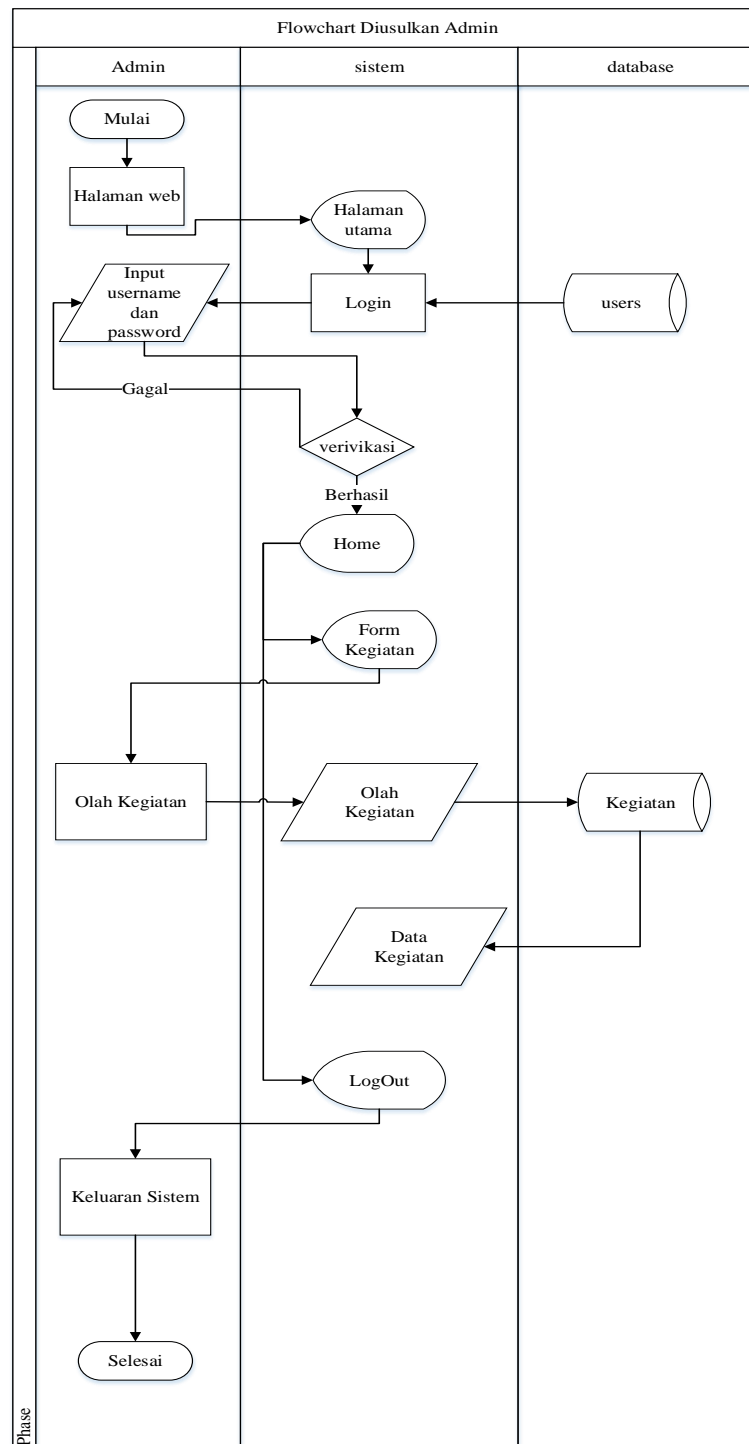 Flowchart Diusulkan Admin
Admin
sistem
database
Mulai
Halaman web
Halaman
utama
Input
username
dan
password
Login
users
Gagal
verivikasi
Berhasil
Home
Form
Kegiatan
Olah Kegiatan
Olah
Kegiatan
Kegiatan
Data
Kegiatan
LogOut
Keluaran Sistem
Selesai
Phase